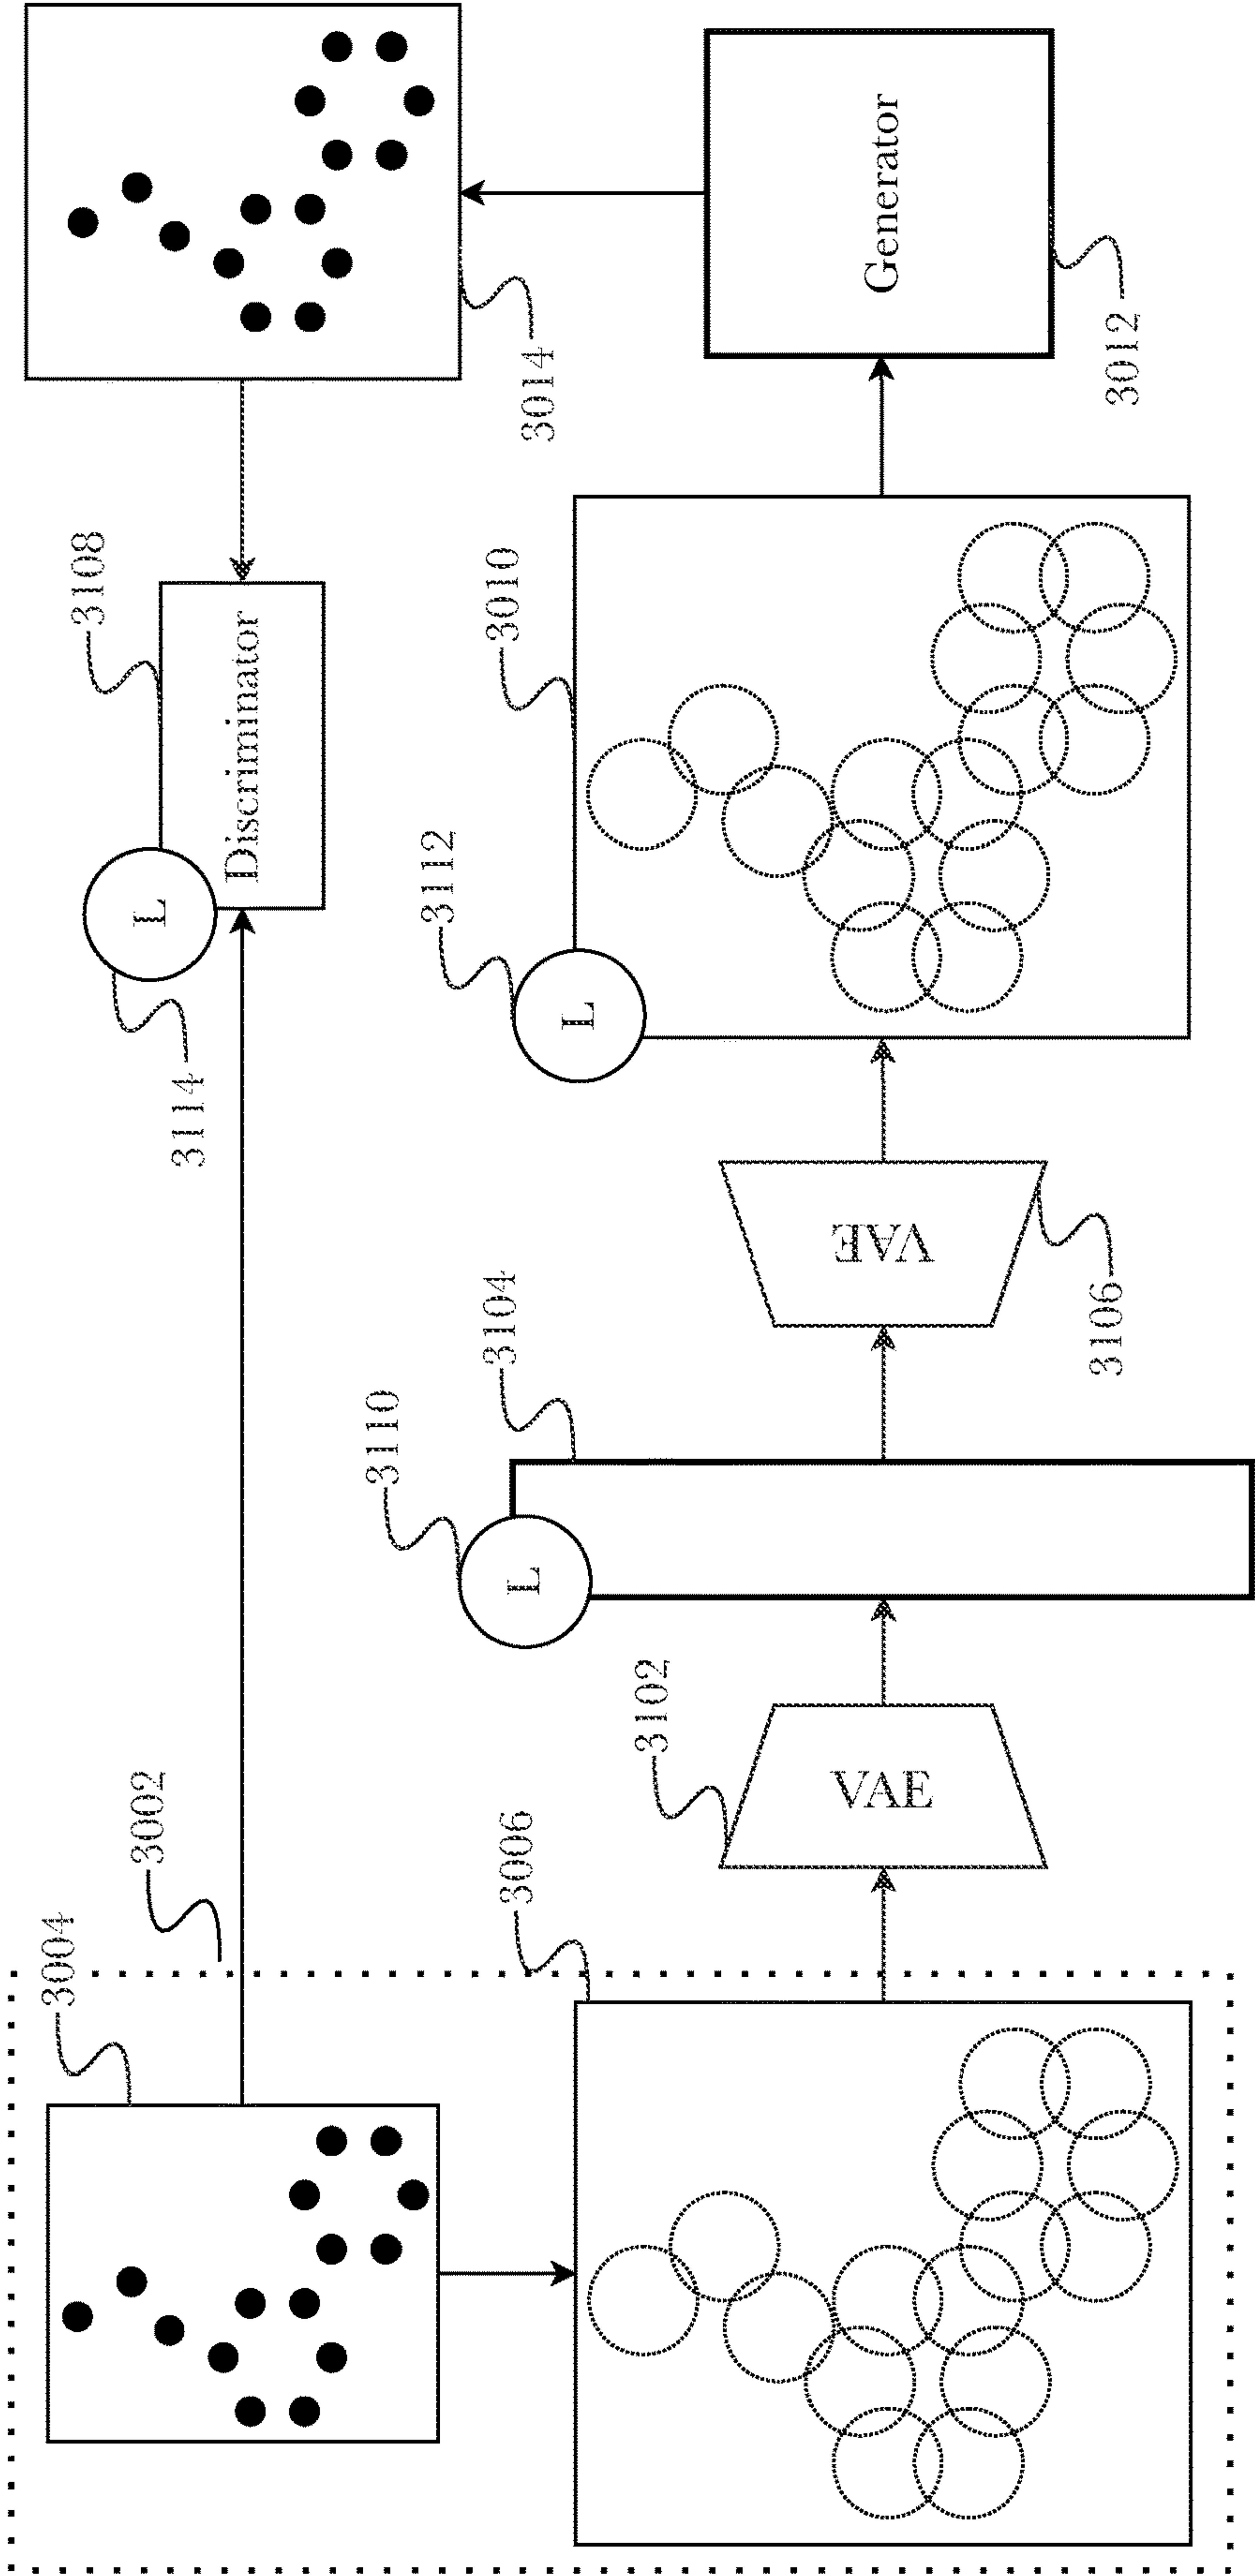 3004
3002
3114
L
3108
Discriminator
3014
3006
3102
VAE
3110
L
3104
VAE
3106
3112
L
3010
Generator
3012